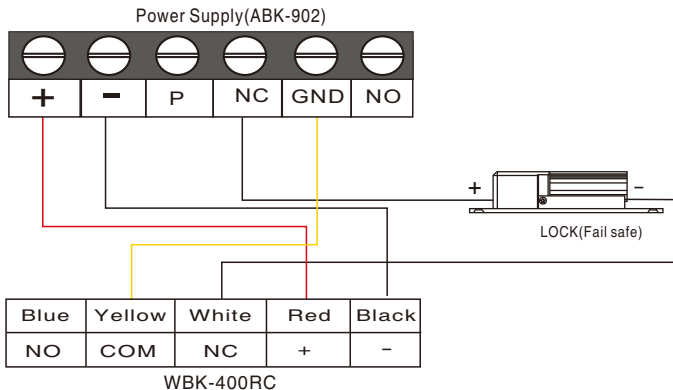 Power Supply(ABK-902)
+ - P NC GND NO
+ -
LOCK(Fail safe)
Blue Yellow White Red Black
NO COM NC + -
WBK-400RC